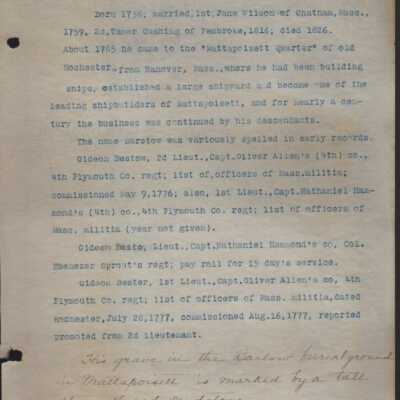 Born 1736; married,1st,Jane Wilson of Chatham,Mass.,
1759, 2d,Tamer Cushing of Pembroke,1816; died 1826.
About 1765 he came to the "Mattapoisett Quarter" of old
Rochester,from Hanover, Mass.,where he had been building
ships, established a large shipyard and became one of the
leading shipbuilders of Mattapoisett, and for nearly a cen-
tury the business was continued by his descendants.
The name Barstow was variously spelled in early records.
Gideon Bestow, 2d Lieut.,Capt.Oliver Allen's (4th) co.,
4th Plymouth Co. regt; list of,officers of Mass.militia;
commissioned May 9,1776; also, 1st Lieut.,Capt.Nathaniel Ham-
mond's (4th) co.,4th Plymouth Co. regt; list of officers of
Mass. militia (year not given).
Gideon Beste, Lieut.,Capt.Nathaniel Hammond's co, Col.
Ebenezer Sprout's regt; pay roll for 15 day's service.
Gideon Bester, 1st Lieut.,Capt.Oliver Allen's co, 4th
Plymouth Co. regt; list of officers of Mass. militia,dated
Rochester,July 28,1777, commissioned Aug.16,1777, reported
promoted from 2d lieutenant.
His grave in the Barlow burial ground
in Mattapoisett is marked by a tall